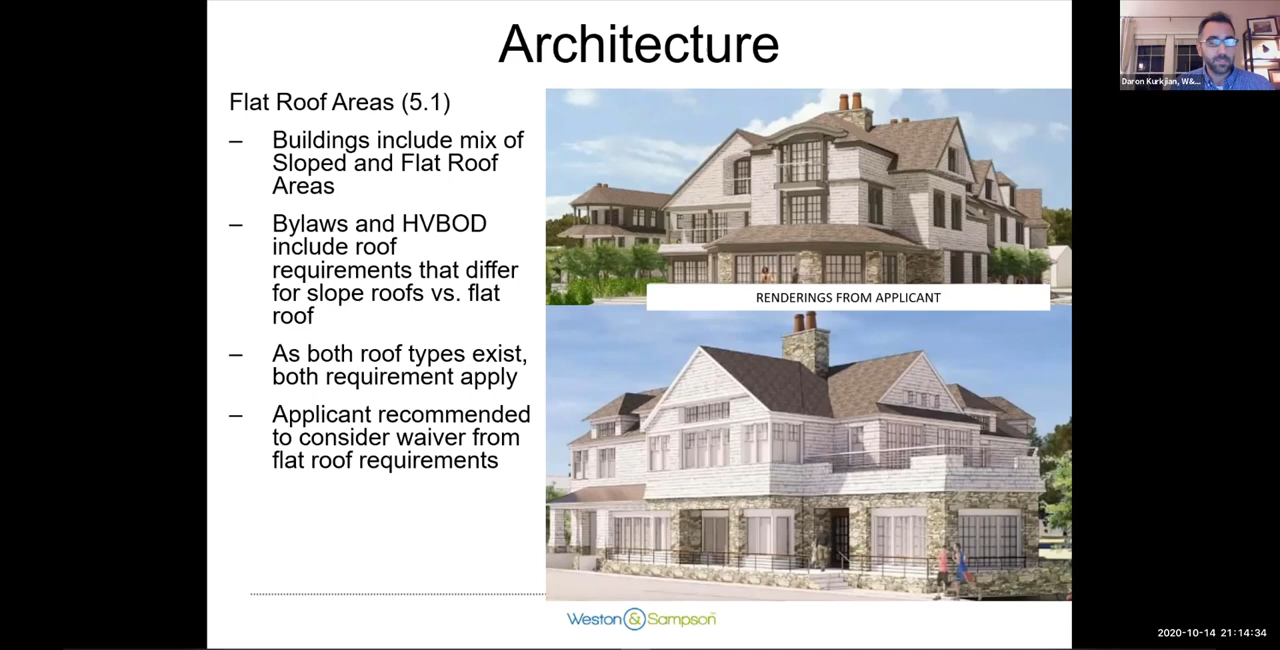 Architecture
Flat Roof Areas (5.1)
– Buildings include mix of
Sloped and Flat Roof
Areas
– Bylaws and HVBOD
include roof
requirements that differ
for slope roofs vs. flat
roof
– As both roof types exist,
both requirement apply
– Applicant recommended
to consider waiver from
flat roof requirements
RENDERINGS FROM APPLICANT
Weston & Sampson
Daron Kurkjian, W&...
2020-10-14 21:14:34